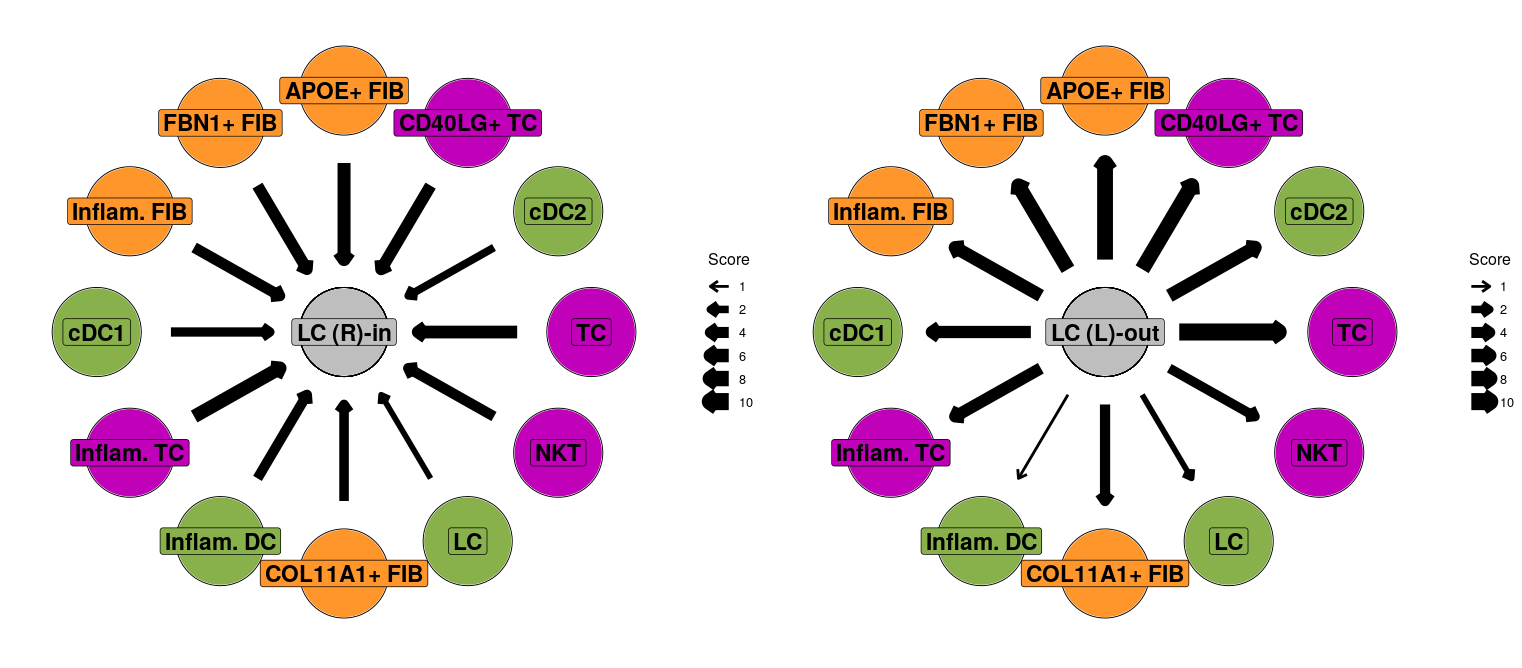 APOE+ FIB
FBN1+ FIB
CD40LG+ TC
Inflam. FIB
cDC2
cDC1
LC (R)-in
TC
Inflam. TC
NKT
Inflam. DC
LC
COL11A1+ FIB
Score
1
2
4
6
8
10
APOE+ FIB
FBN1+ FIB
CD40LG+ TC
Inflam. FIB
cDC2
cDC1
LC (L)-out
TC
Inflam. TC
NKT
Inflam. DC
LC
COL11A1+ FIB
Score
1
2
4
6
8
10